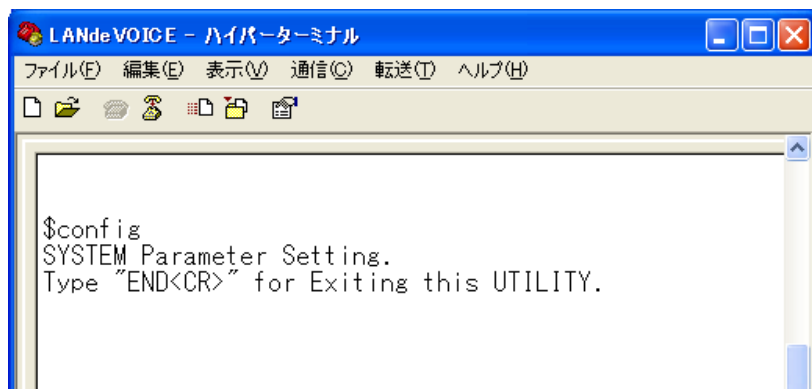 LANdeVOICE - ハイパーターミナル
ファイル(F) 編集(E) 表示(V) 通信(C) 転送(T) ヘルプ(H)
$config
SYSTEM Parameter Setting.
Type "END<CR>" for Exiting this UTILITY.